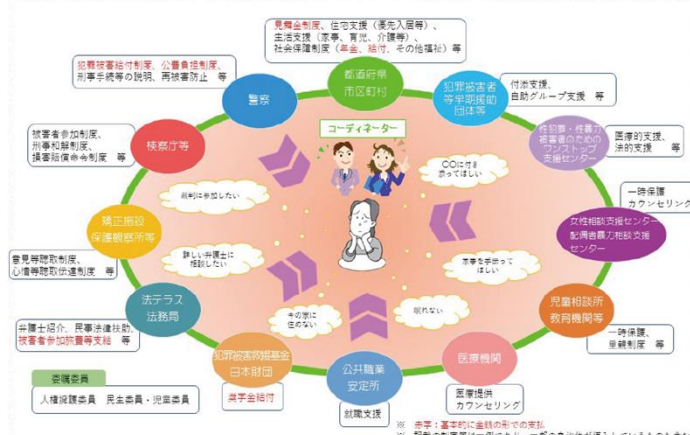 見舞金制度、住宅支援（優先入居等）、
生活支援（家事、育児、介護等）、
社会保障制度（年金、給付、その他福祉）等
犯罪被害給付制度、公費負担制度、
刑事手続等の説明、再被害防止　等
都道府県
市区町村
警察
犯罪被害者
等早期援助
団体等
付添支援、
自助グループ支援　等
コーディネーター
被害者参加制度、
刑事和解制度、
損害賠償命令制度　等
検察庁等
性犯罪・性暴力
被害者のための
ワンストップ
支援センター
医療的支援、
法的支援　等
〇〇に付き
添ってほしい
裁判に参加したい
一時保護
カウンセリング
女性相談支援センター
配偶者暴力相談支援
センター
矯正施設
保護観察所等
意見等聴取制度、
心情等聴取伝達制度　等
詳しい弁護士に
相談したい
家事を手伝って
ほしい
法テラス
法務局
弁護士紹介、民事法律扶助、
被害者参加旅費等支給　等
今の家に
住めない
眠れない
児童相談所
教育機関等
一時保護、
里親制度　等
犯罪被害救援基金
日本財団
奨学金給付
公共職業
安定所
就職支援
医療機関
医療提供
カウンセリング
委嘱委員
人権擁護委員　民生委員・児童委員
※　赤字：基本的に金銭の形での支払